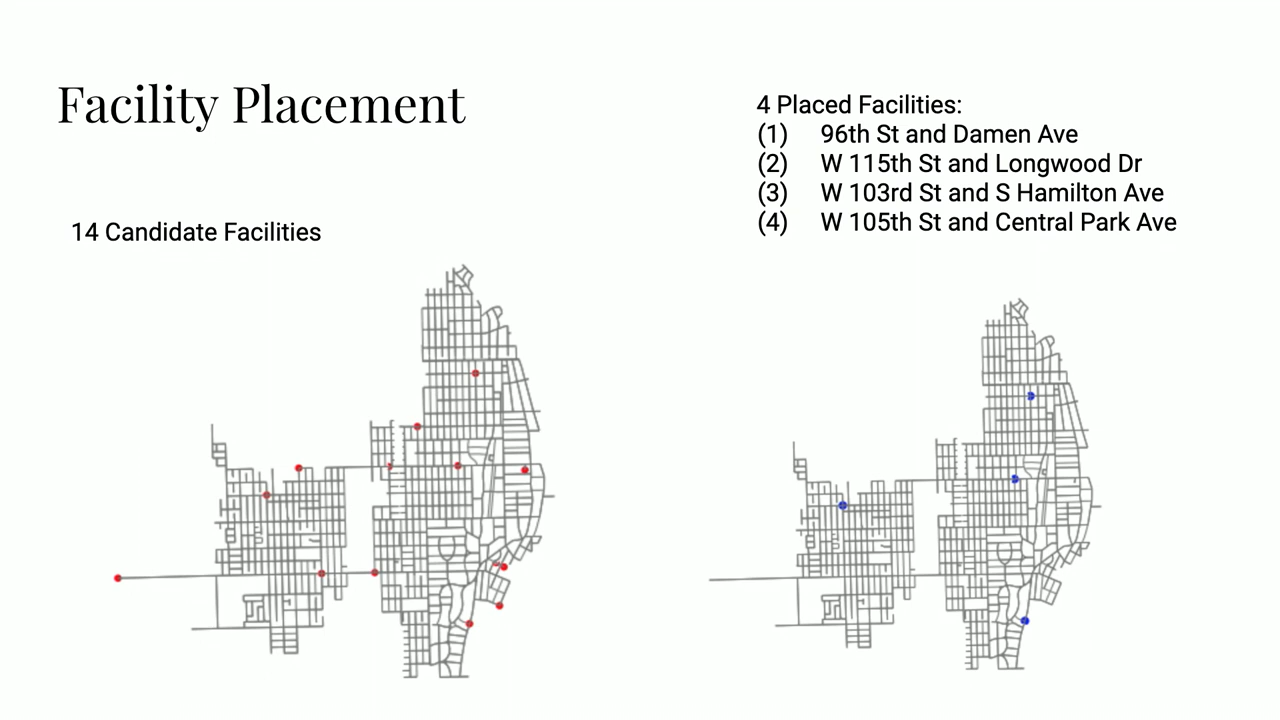 Facility Placement
14 Candidate Facilities
4 Placed Facilities:
(1) 96th St and Damen Ave
(2) W 115th St and Longwood Dr
(3) W 103rd St and S Hamilton Ave
(4) W 105th St and Central Park Ave